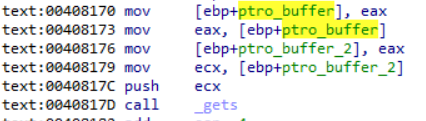 text:00408170 mov [ebp+ptro_buffer], eax
text:00408173 mov eax, [ebp+ptro_buffer]
text:00408176 mov [ebp+ptro_buffer_2], eax
text:00408179 mov ecx, [ebp+ptro_buffer_2]
text:0040817C push ecx
text:0040817D call _gets